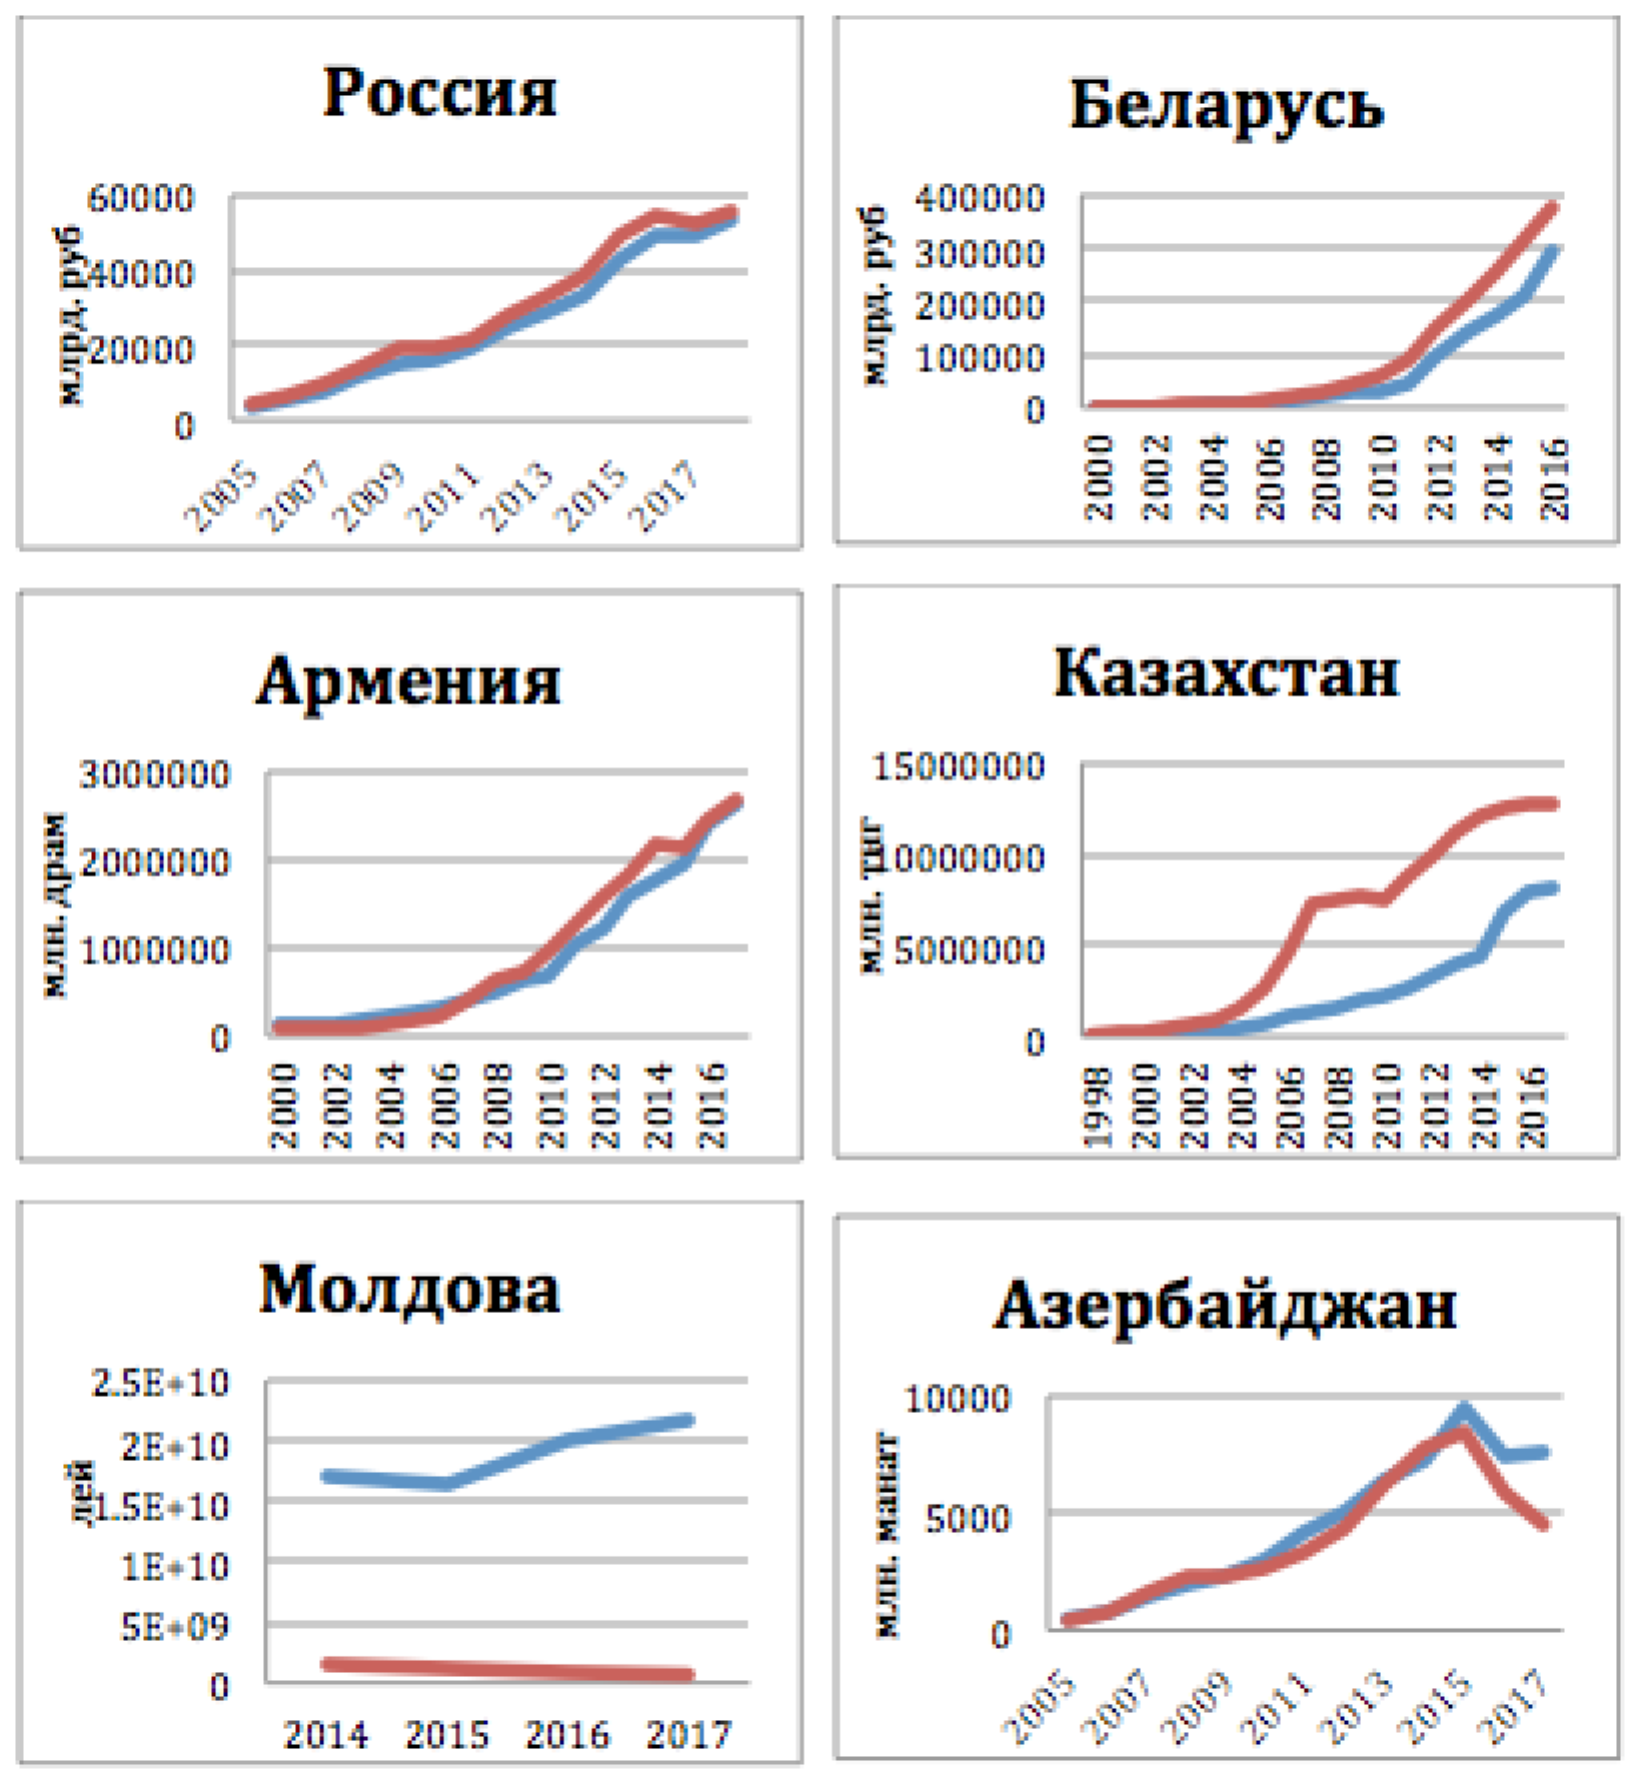 Россия
млрд. руб
60000
40000
20000
0
2005 2007 2009 2011 2013 2015 2017
Беларусь
млрд. руб
400000
300000
200000
100000
0
2000 2002 2004 2006 2008 2010 2012 2014 2016
Армения
млн. драм
3000000
2000000
1000000
0
2000 2002 2004 2006 2008 2010 2012 2014 2016
Казахстан
млн. тнг
15000000
10000000
5000000
0
1998 2000 2002 2004 2006 2008 2010 2012 2014 2016
Молдова
лей
2.5E+10
2E+10
1.5E+10
1E+10
5E+09
0
2014 2015 2016 2017
Азербайджан
млн. манат
10000
5000
0
2005 2007 2009 2011 2013 2015 2017